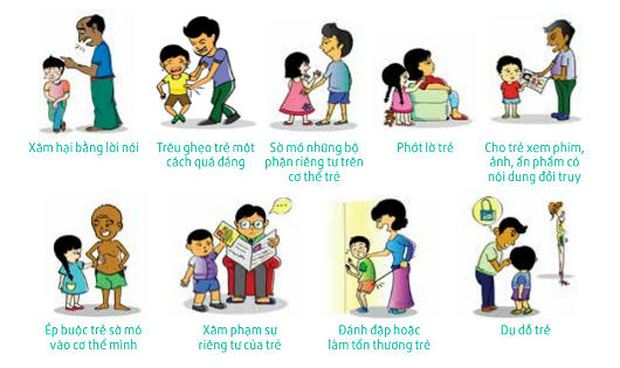 Xâm hại bằng lời nói
Trêu ghẹo trẻ một
cách quá đáng
Sờ mó những bộ
phận riêng tư trên
cơ thể trẻ
Phớt lờ trẻ
Cho trẻ xem phim,
ảnh, ấn phẩm có
nội dung đồi trụy
Ép buộc trẻ sờ mó
vào cơ thể mình
Xâm phạm sự
riêng tư của trẻ
Đánh đập hoặc
làm tổn thương trẻ
Dụ dỗ trẻ